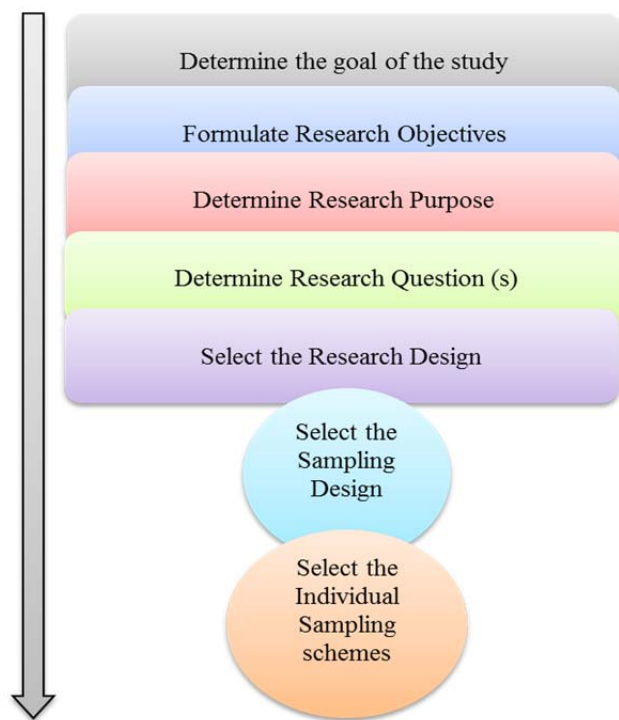 Determine the goal of the study
Formulate Research Objectives
Determine Research Purpose
Determine Research Question (s)
Select the Research Design
Select the
Sampling
Design
Select the
Individual
Sampling
schemes